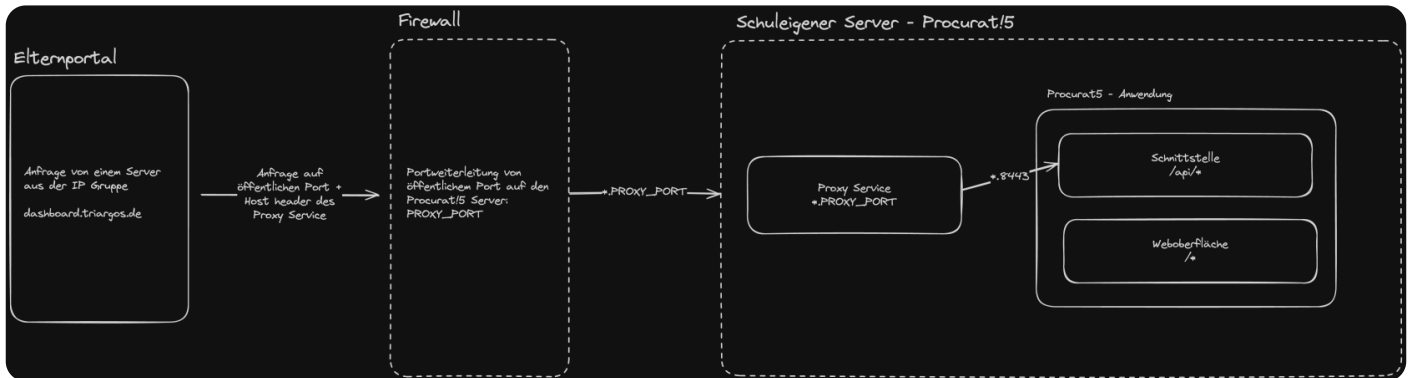 Elternportal
Anfrage von einem Server
aus der IP Gruppe
dashboard.triargos.de
Anfrage auf
öffentlichen Port +
Host header des
Proxy Service
Firewall
Portweiterleitung von
öffentlichem Port auf den
Procurat!5 Server:
PROXY_PORT
*.PROXY_PORT
Schuleigener Server - Procurat!5
Proxy Service
*.PROXY_PORT
*.8443
Procurat5 - Anwendung
Schnittstelle
/api/*
Weboberfläche
/*